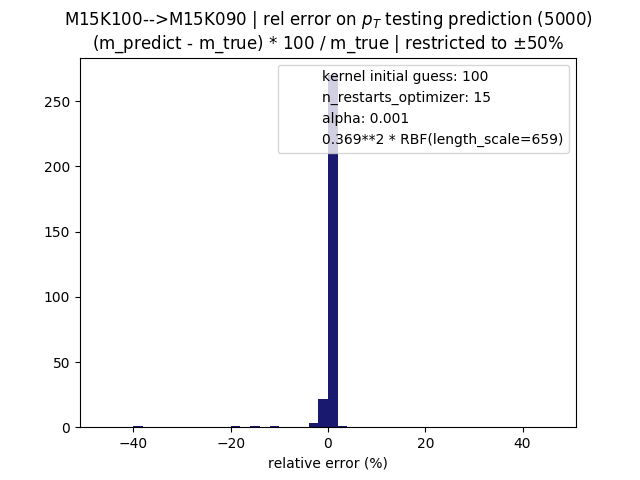 M15K100-->M15K090 | rel error on p_T testing prediction (5000)
(m_predict - m_true) * 100 / m_true | restricted to ±50%
kernel initial guess: 100
n_restarts_optimizer: 15
alpha: 0.001
0.369**2 * RBF(length_scale=659)
250
200
150
100
50
0
−40 −20 0 20 40
relative error (%)